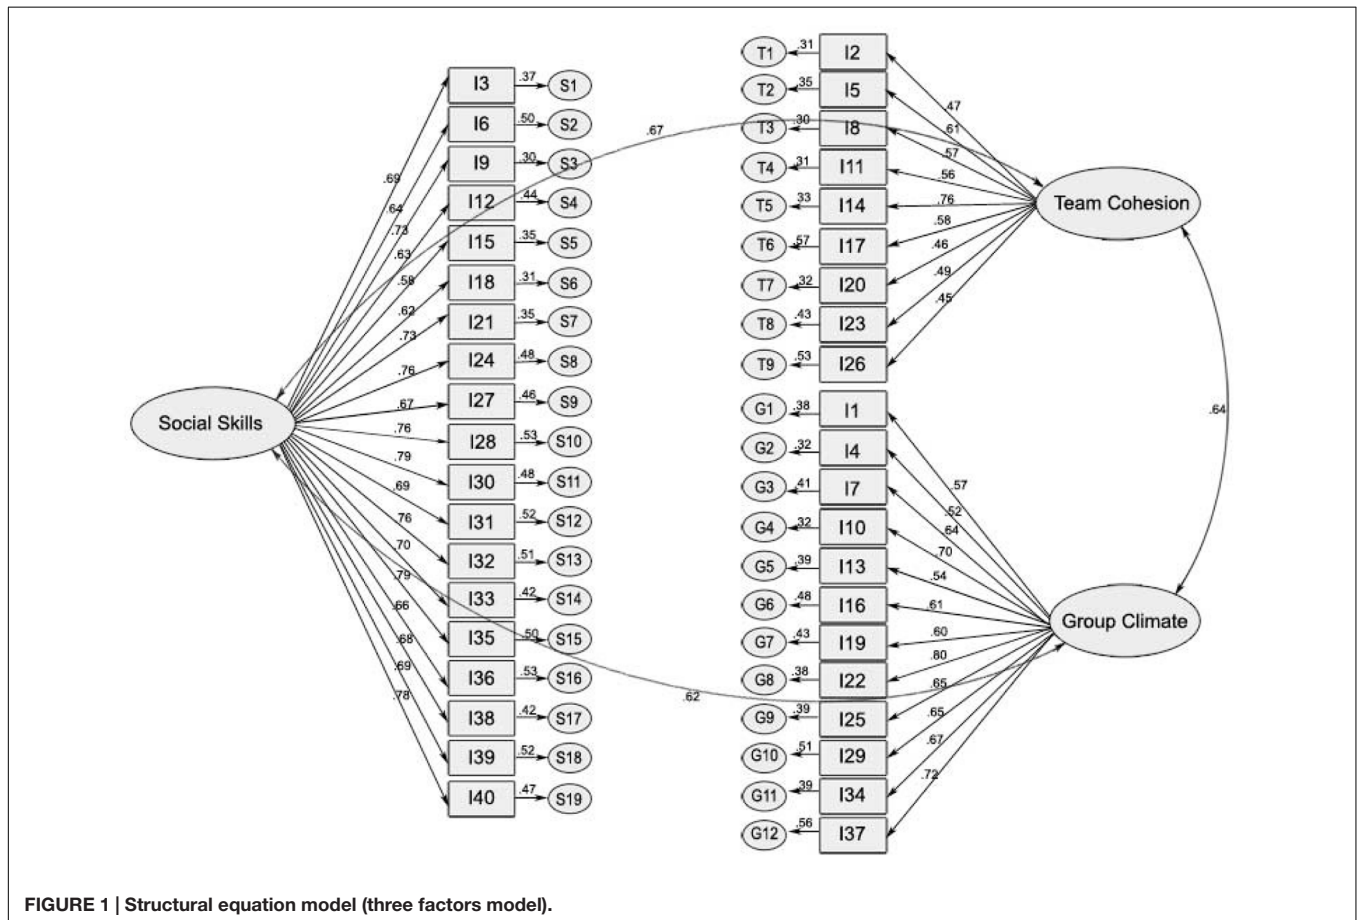 I3 .37 S1
I6 .50 S2
I9 .30 S3
I12 .44 S4
I15 .35 S5
I18 .31 S6
I21 .35 S7
I24 .48 S8
I27 .46 S9
I28 .53 S10
I30 .48 S11
I31 .52 S12
I32 .51 S13
I33 .42 S14
I35 .50 S15
I36 .53 S16
I38 .42 S17
I39 .52 S18
I40 .47 S19
.69
.64
.73
.63
.58
.62
.73
.76
.67
.76
.79
.69
.76
.70
.79
.66
.68
.69
.78
Social Skills
.67
.62
T1 .31 I2
T2 .35 I5
T3 .30 I8
T4 .31 I11
T5 .33 I14
T6 .57 I17
T7 .32 I20
T8 .43 I23
T9 .53 I26
.47
.61
.57
.56
.76
.58
.46
.49
.45
Team Cohesion
.64
G1 .38 I1
G2 .32 I4
G3 .41 I7
G4 .32 I10
G5 .39 I13
G6 .48 I16
G7 .43 I19
G8 .38 I22
G9 .39 I25
G10 .51 I29
G11 .39 I34
G12 .56 I37
.57
.52
.64
.70
.54
.61
.60
.80
.65
.65
.67
.72
Group Climate
FIGURE 1 | Structural equation model (three factors model).